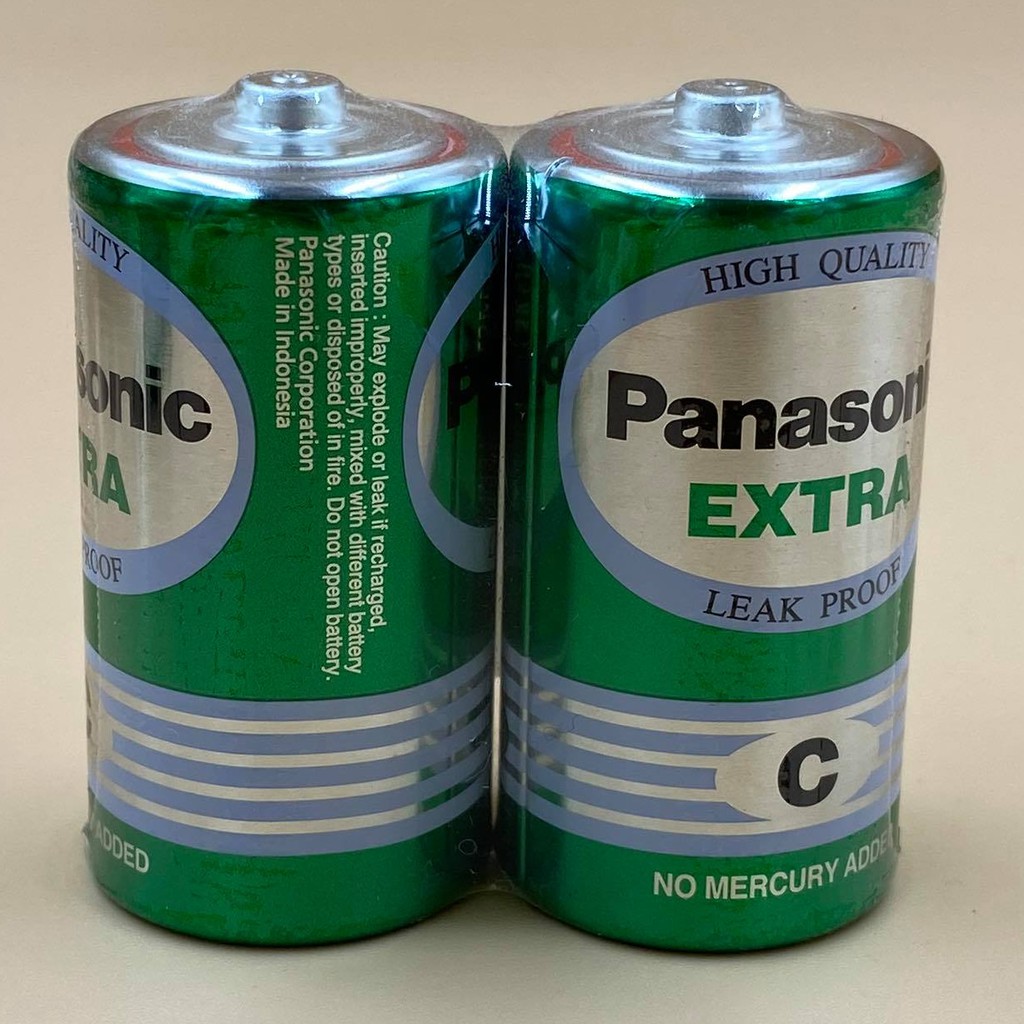 ALITY
sonic
TRA
ROOF
ADDED
Caution : May explode or leak if recharged,
inserted improperly, mixed with different battery
types or disposed of in fire. Do not open battery.
Panasonic Corporation
Made in Indonesia
P
HIGH QUALITY
Panasoni
EXTRA
LEAK PROOF
C
NO MERCURY ADDE